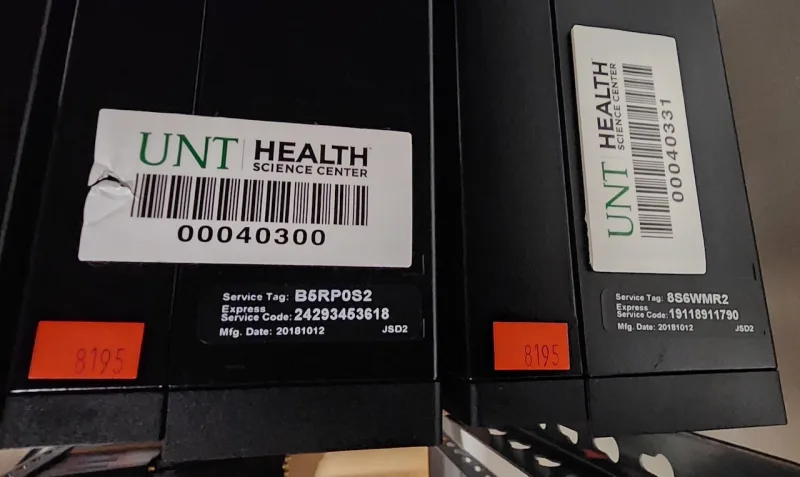 UNT HEALTH™
SCIENCE CENTER
00040300
Service Tag: B5RP0S2
Express
Service Code: 24293453618
Mfg. Date: 20181012 JSD2
8195
UNT HEALTH
SCIENCE CENTER
00040331
Service Tag: 8S6WMR2
Express
Service Code: 19118911790
Mfg. Date: 20181012 JSD2
8195